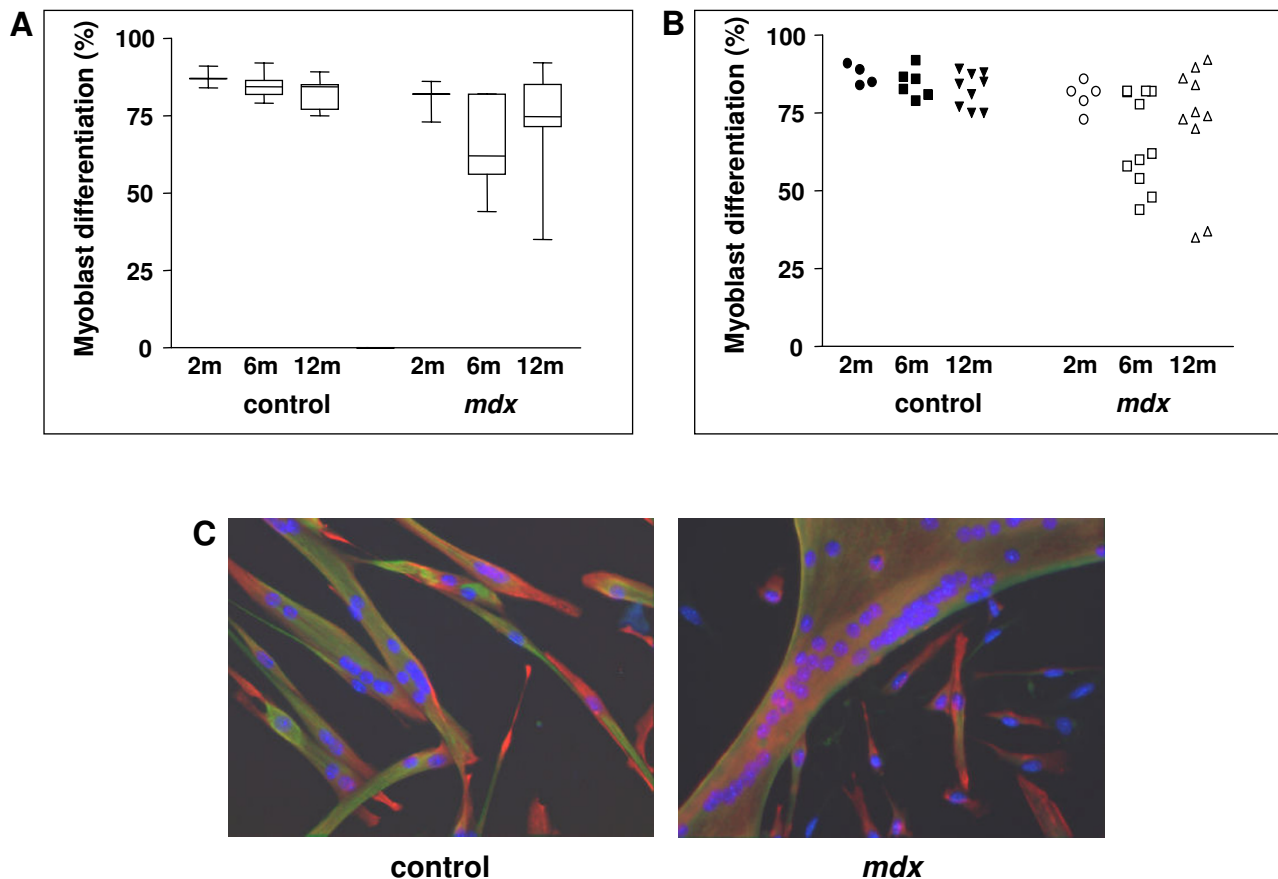 A
Myoblast differentiation (%)
100
75
50
25
0
2m 6m 12m 2m 6m 12m
control mdx
B
Myoblast differentiation (%)
100
75
50
25
0
2m 6m 12m 2m 6m 12m
control mdx
C
control mdx